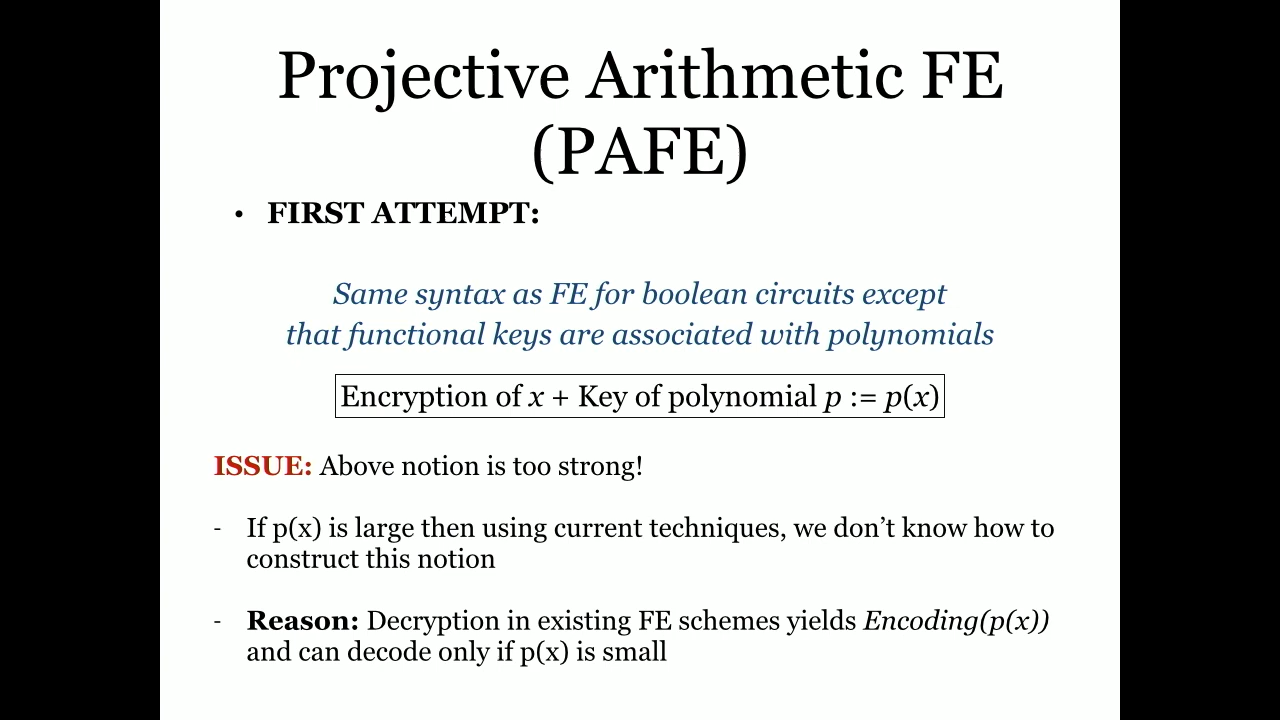 Projective Arithmetic FE
(PAFE)
• FIRST ATTEMPT:
Same syntax as FE for boolean circuits except
that functional keys are associated with polynomials
Encryption of x + Key of polynomial p := p(x)
ISSUE: Above notion is too strong!
- If p(x) is large then using current techniques, we don’t know how to
construct this notion
- Reason: Decryption in existing FE schemes yields Encoding(p(x))
and can decode only if p(x) is small